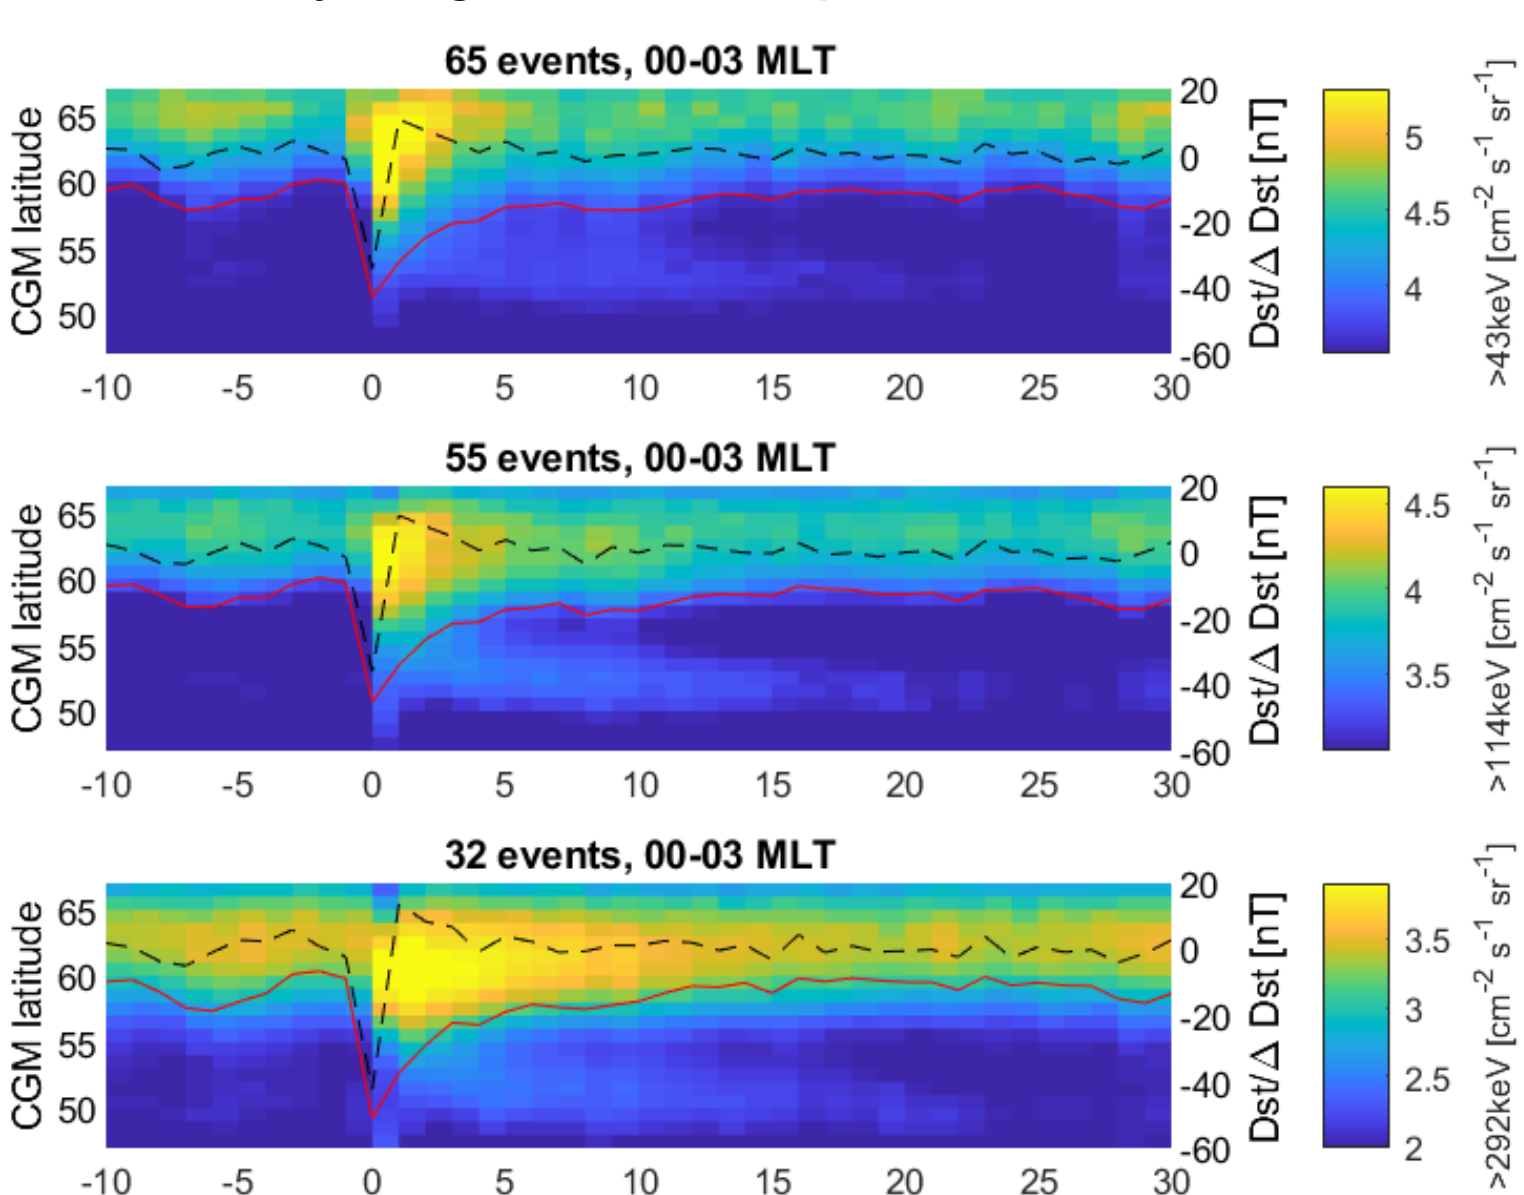 65 events, 00-03 MLT
CGM latitude
65
60
55
50
20
0
-20
-40
-60
Dst/Δ Dst [nT]
5
4.5
4
>43keV [cm⁻² s⁻¹ sr⁻¹]
-10 -5 0 5 10 15 20 25 30
55 events, 00-03 MLT
CGM latitude
65
60
55
50
20
0
-20
-40
-60
Dst/Δ Dst [nT]
4.5
4
3.5
>114keV [cm⁻² s⁻¹ sr⁻¹]
-10 -5 0 5 10 15 20 25 30
32 events, 00-03 MLT
CGM latitude
65
60
55
50
20
0
-20
-40
-60
Dst/Δ Dst [nT]
3.5
3
2.5
2
>292keV [cm⁻² s⁻¹ sr⁻¹]
-10 -5 0 5 10 15 20 25 30